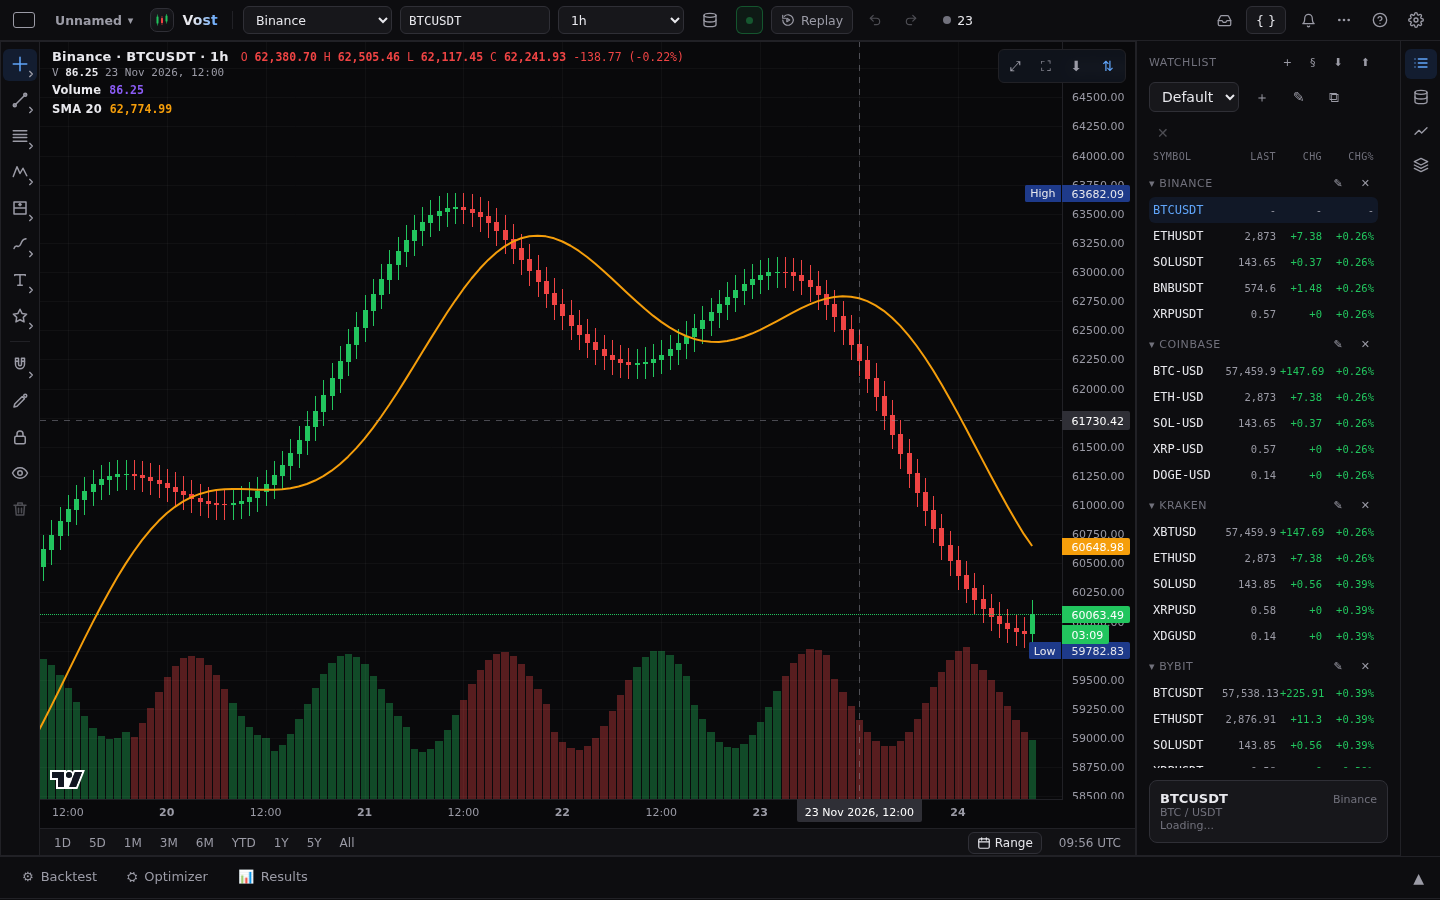 Unnamed ▾ Vost Binance BTCUSDT 1h Replay 23 { }
Binance · BTCUSDT · 1h O 62,380.70 H 62,505.46 L 62,117.45 C 62,241.93 -138.77 (-0.22%)
V 86.25 23 Nov 2026, 12:00
Volume 86.25
SMA 20 62,774.99
64500.00
64250.00
64000.00
63750.00
High 63682.09
63500.00
63250.00
63000.00
62750.00
62500.00
62250.00
62000.00
61730.42
61500.00
61250.00
61000.00
60750.00
60648.98
60500.00
60250.00
60063.49
03:09
Low 59782.83
59500.00
59250.00
59000.00
58750.00
58500.00
12:00 20 12:00 21 12:00 22 12:00 23 23 Nov 2026, 12:00 24
1D 5D 1M 3M 6M YTD 1Y 5Y All Range 09:56 UTC
WATCHLIST + §
Default
SYMBOL LAST CHG CHG%
▾ BINANCE
BTCUSDT - - -
ETHUSDT 2,873 +7.38 +0.26%
SOLUSDT 143.65 +0.37 +0.26%
BNBUSDT 574.6 +1.48 +0.26%
XRPUSDT 0.57 +0 +0.26%
▾ COINBASE
BTC-USD 57,459.9 +147.69 +0.26%
ETH-USD 2,873 +7.38 +0.26%
SOL-USD 143.65 +0.37 +0.26%
XRP-USD 0.57 +0 +0.26%
DOGE-USD 0.14 +0 +0.26%
▾ KRAKEN
XBTUSD 57,459.9 +147.69 +0.26%
ETHUSD 2,873 +7.38 +0.26%
SOLUSD 143.85 +0.56 +0.39%
XRPUSD 0.58 +0 +0.39%
XDGUSD 0.14 +0 +0.39%
▾ BYBIT
BTCUSDT 57,538.13 +225.91 +0.39%
ETHUSDT 2,876.91 +11.3 +0.39%
SOLUSDT 143.85 +0.56 +0.39%
BTCUSDT Binance
BTC / USDT
Loading...
Backtest Optimizer Results